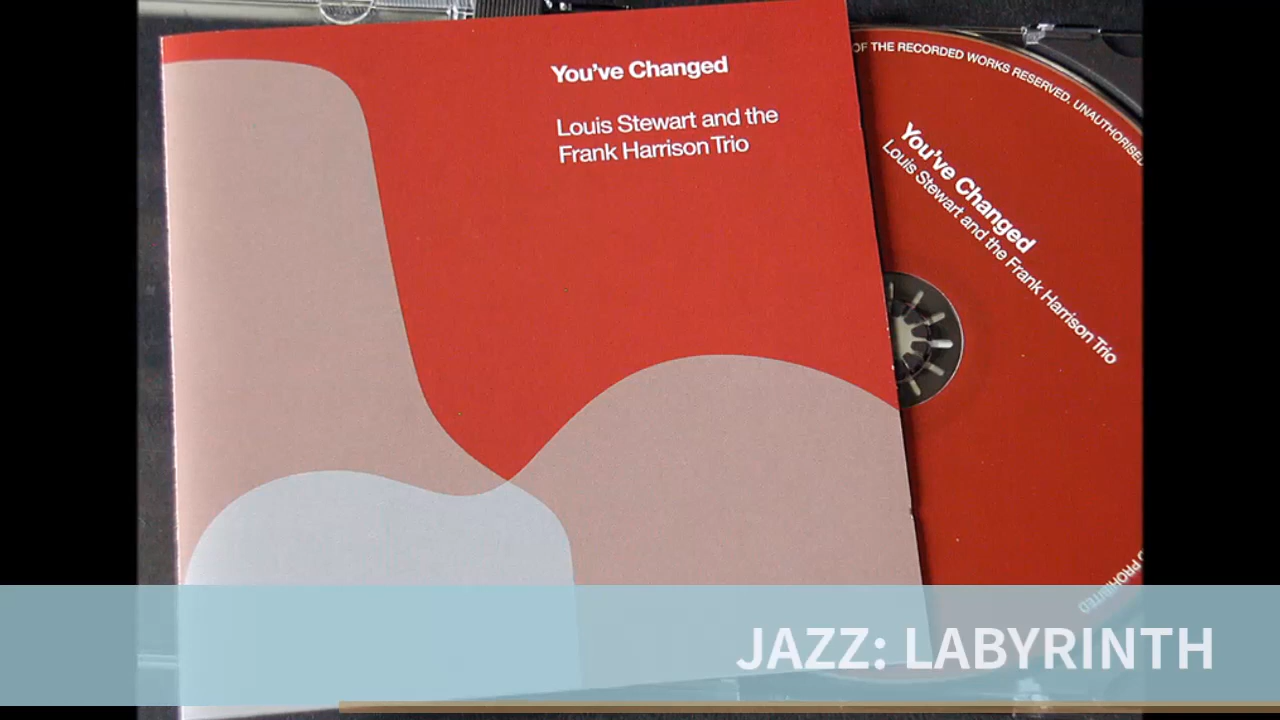 You've Changed
Louis Stewart and the
Frank Harrison Trio
OF THE RECORDED WORKS RESERVED. UNAUTHORISED
You've Changed
Louis Stewart and the Frank Harrison Trio
PROHIBITED
JAZZ: LABYRINTH